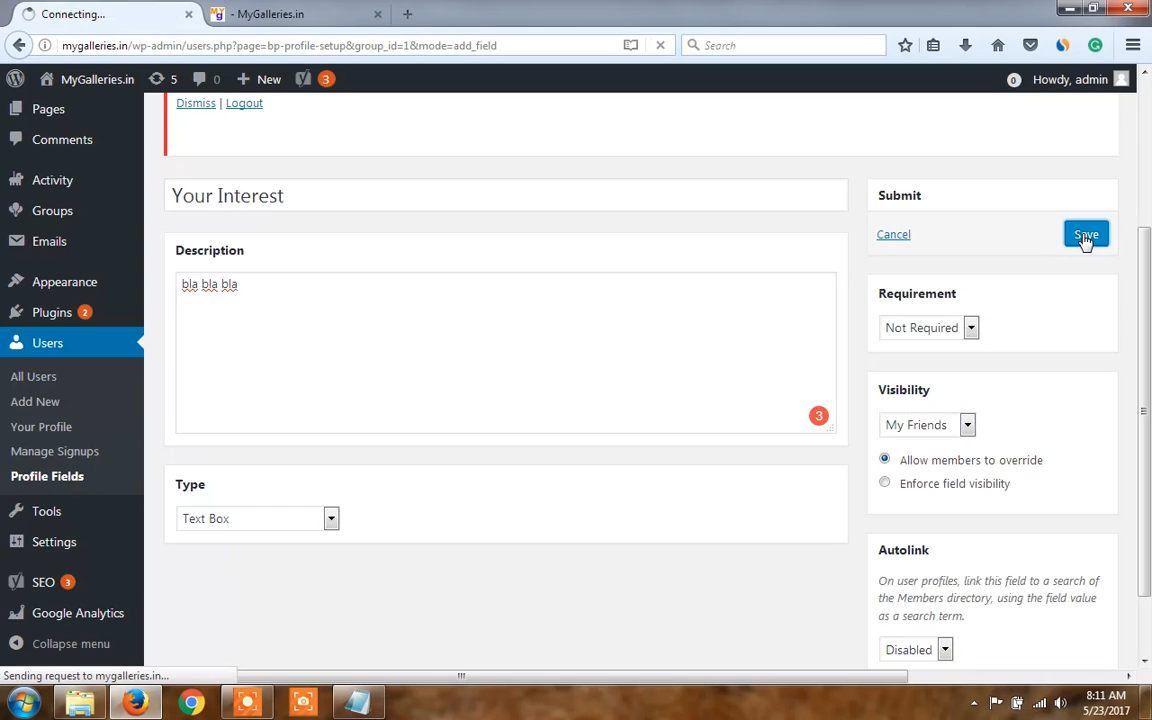 Connecting...
MyGalleries.in
mygalleries.in/wp-admin/users.php?page=bp-profile-setup&group_id=1&mode=add_field
Search
MyGalleries.in
5
0
New
3
0
Howdy, admin
Pages
Comments
Activity
Groups
Emails
Appearance
Plugins 2
Users
All Users
Add New
Your Profile
Manage Signups
Profile Fields
Tools
Settings
SEO 3
Google Analytics
Collapse menu
Dismiss | Logout
Your Interest
Description
bla bla bla
3
Type
Text Box
Submit
Cancel
Save
Requirement
Not Required
Visibility
My Friends
Allow members to override
Enforce field visibility
Autolink
On user profiles, link this field to a search of
the Members directory, using the field value
as a search term.
Disabled
Sending request to mygalleries.in...
8:11 AM
5/23/2017